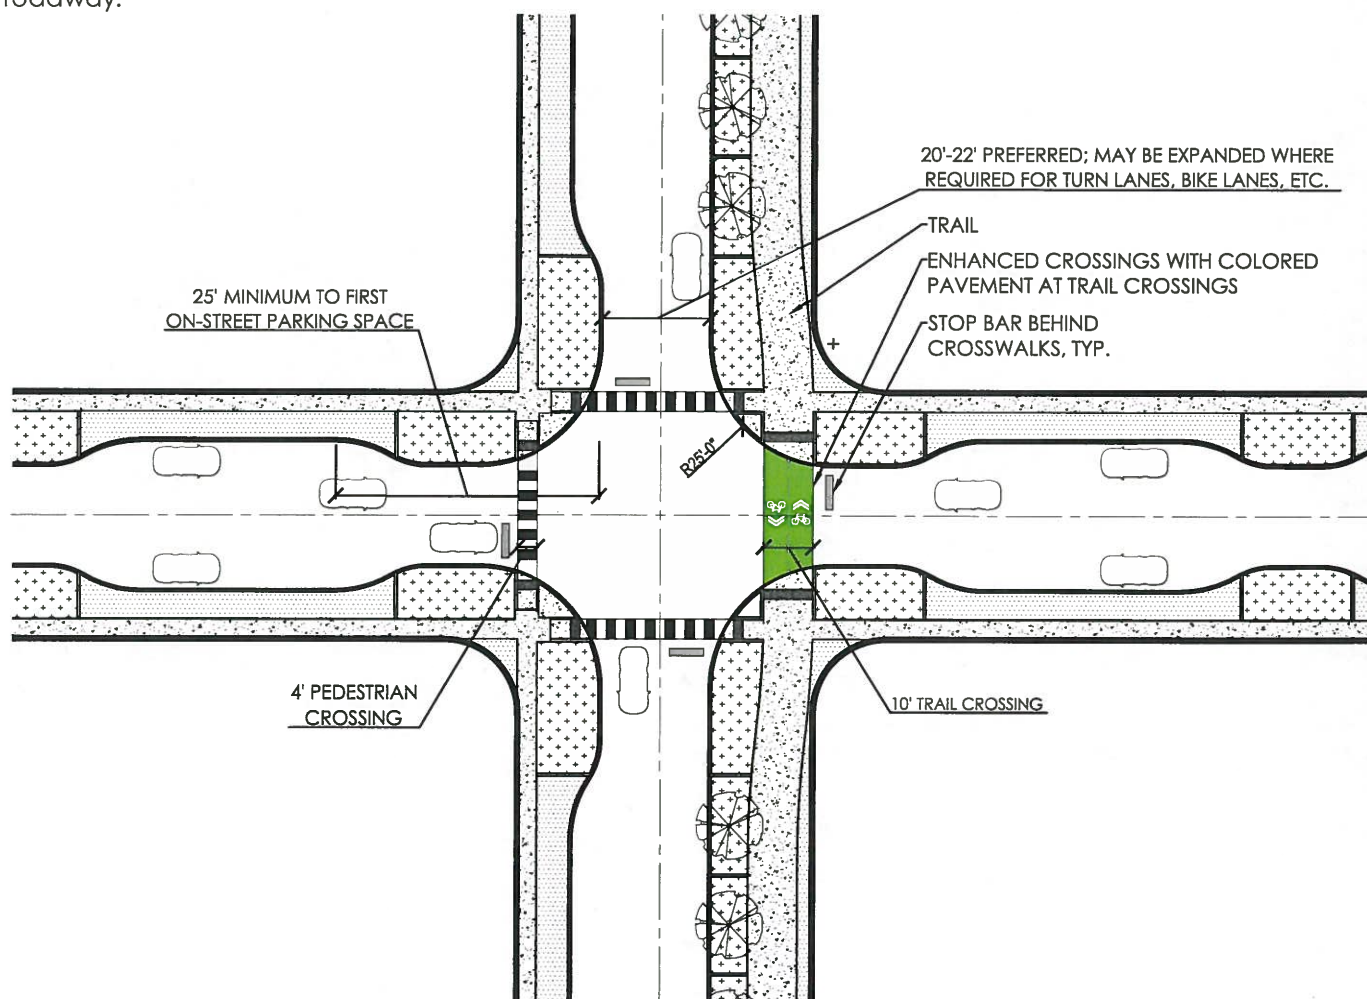 roadway.
20'-22' PREFERRED; MAY BE EXPANDED WHERE
REQUIRED FOR TURN LANES, BIKE LANES, ETC.
TRAIL
ENHANCED CROSSINGS WITH COLORED
PAVEMENT AT TRAIL CROSSINGS
25' MINIMUM TO FIRST
ON-STREET PARKING SPACE
STOP BAR BEHIND
CROSSWALKS, TYP.
R25'-0"
4' PEDESTRIAN
CROSSING
10' TRAIL CROSSING